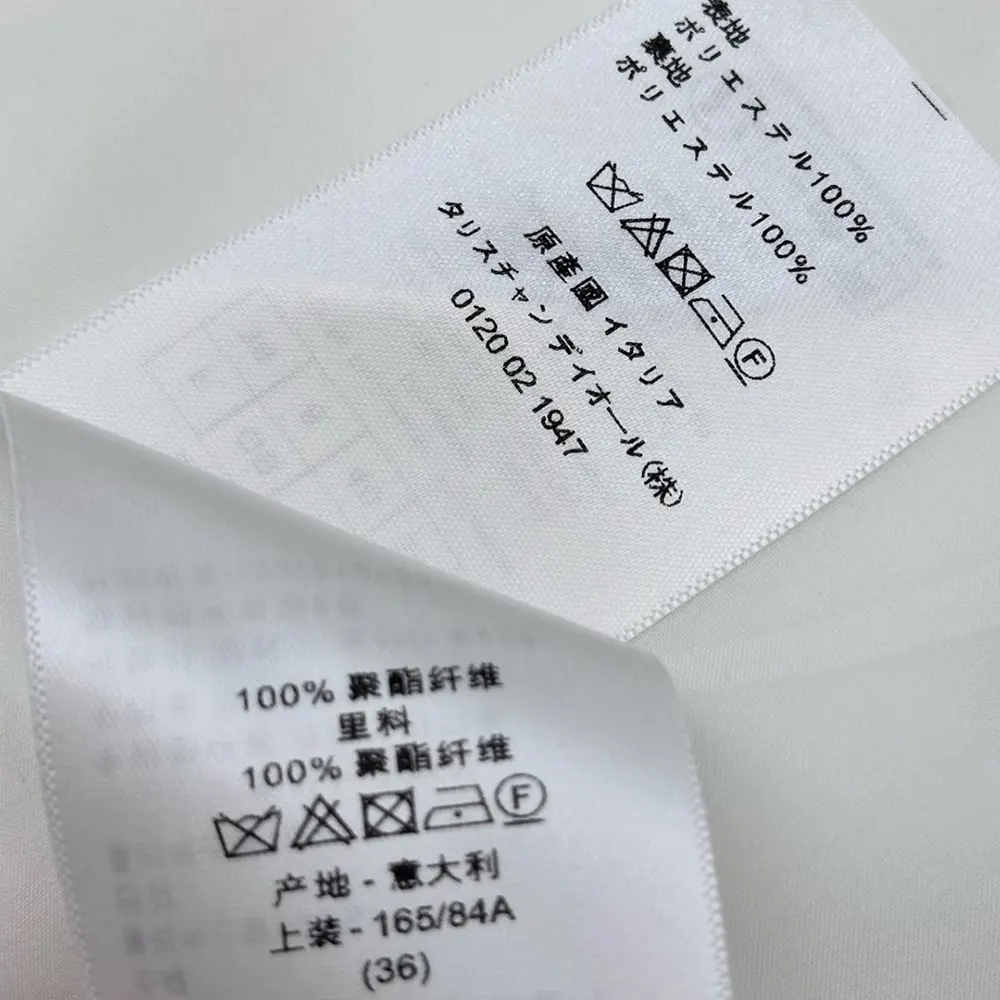 表地
ポリエステル100%
裏地
ポリエステル100%
F
原産國 イタリア
タリスチャンデイオール(株)
0120 02 1947
100% 聚酯纤维
里料
100% 聚酯纤维
F
产地 - 意大利
上装 - 165/84A
(36)